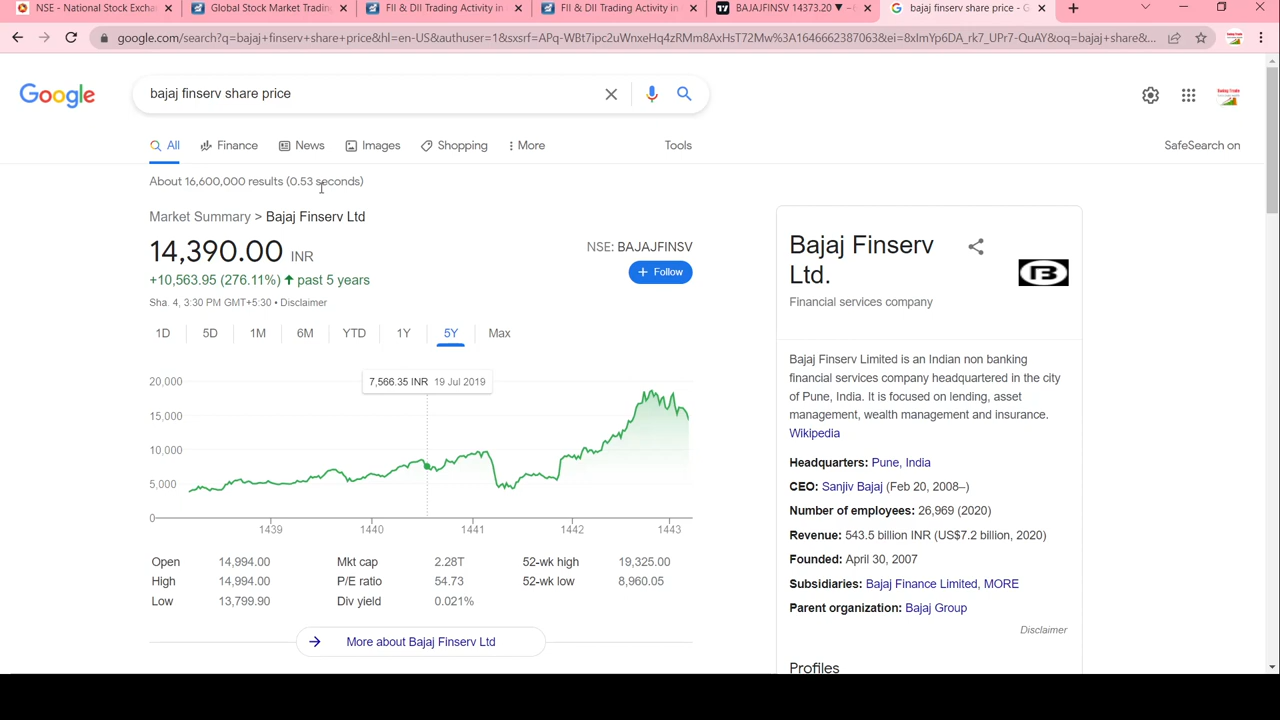 NSE - National Stock Excha
Global Stock Market Tradin
FII & DII Trading Activity in
FII & DII Trading Activity in
BAJAJFINSV 14373.20 ▼ −
bajaj finserv share price - G
google.com/search?q=bajaj+finserv+share+price&hl=en-US&authuser=1&sxsrf=APq-WBt7ipc2uWnxeHq4zRMm8AxHsT72Mw%3A1646662387063&ei=8xImYp6DA_rk7_UPr7-QuAY&oq=bajaj+share&...
Google
bajaj finserv share price
All
Finance
News
Images
Shopping
More
Tools
SafeSearch on
About 16,600,000 results (0.53 seconds)
Market Summary > Bajaj Finserv Ltd
14,390.00 INR
NSE: BAJAJFINSV
+ Follow
+10,563.95 (276.11%) ↑ past 5 years
Sha. 4, 3:30 PM GMT+5:30 • Disclaimer
1D 5D 1M 6M YTD 1Y 5Y Max
7,566.35 INR 19 Jul 2019
20,000
15,000
10,000
5,000
0
1439 1440 1441 1442 1443
Open 14,994.00 Mkt cap 2.28T 52-wk high 19,325.00
High 14,994.00 P/E ratio 54.73 52-wk low 8,960.05
Low 13,799.90 Div yield 0.021%
→ More about Bajaj Finserv Ltd
Bajaj Finserv
Ltd.
Financial services company
B
Bajaj Finserv Limited is an Indian non banking
financial services company headquartered in the city
of Pune, India. It is focused on lending, asset
management, wealth management and insurance.
Wikipedia
Headquarters: Pune, India
CEO: Sanjiv Bajaj (Feb 20, 2008–)
Number of employees: 26,969 (2020)
Revenue: 543.5 billion INR (US$7.2 billion, 2020)
Founded: April 30, 2007
Subsidiaries: Bajaj Finance Limited, MORE
Parent organization: Bajaj Group
Disclaimer
Profiles